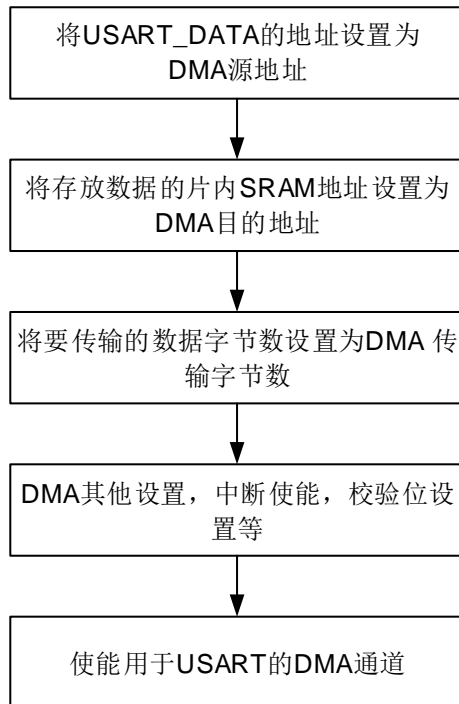 将USART_DATA的地址设置为
DMA源地址
将存放数据的片内SRAM地址设置为
DMA目的地址
将要传输的数据字节数设置为DMA 传
输字节数
DMA其他设置，中断使能，校验位设
置等
使能用于USART的DMA通道